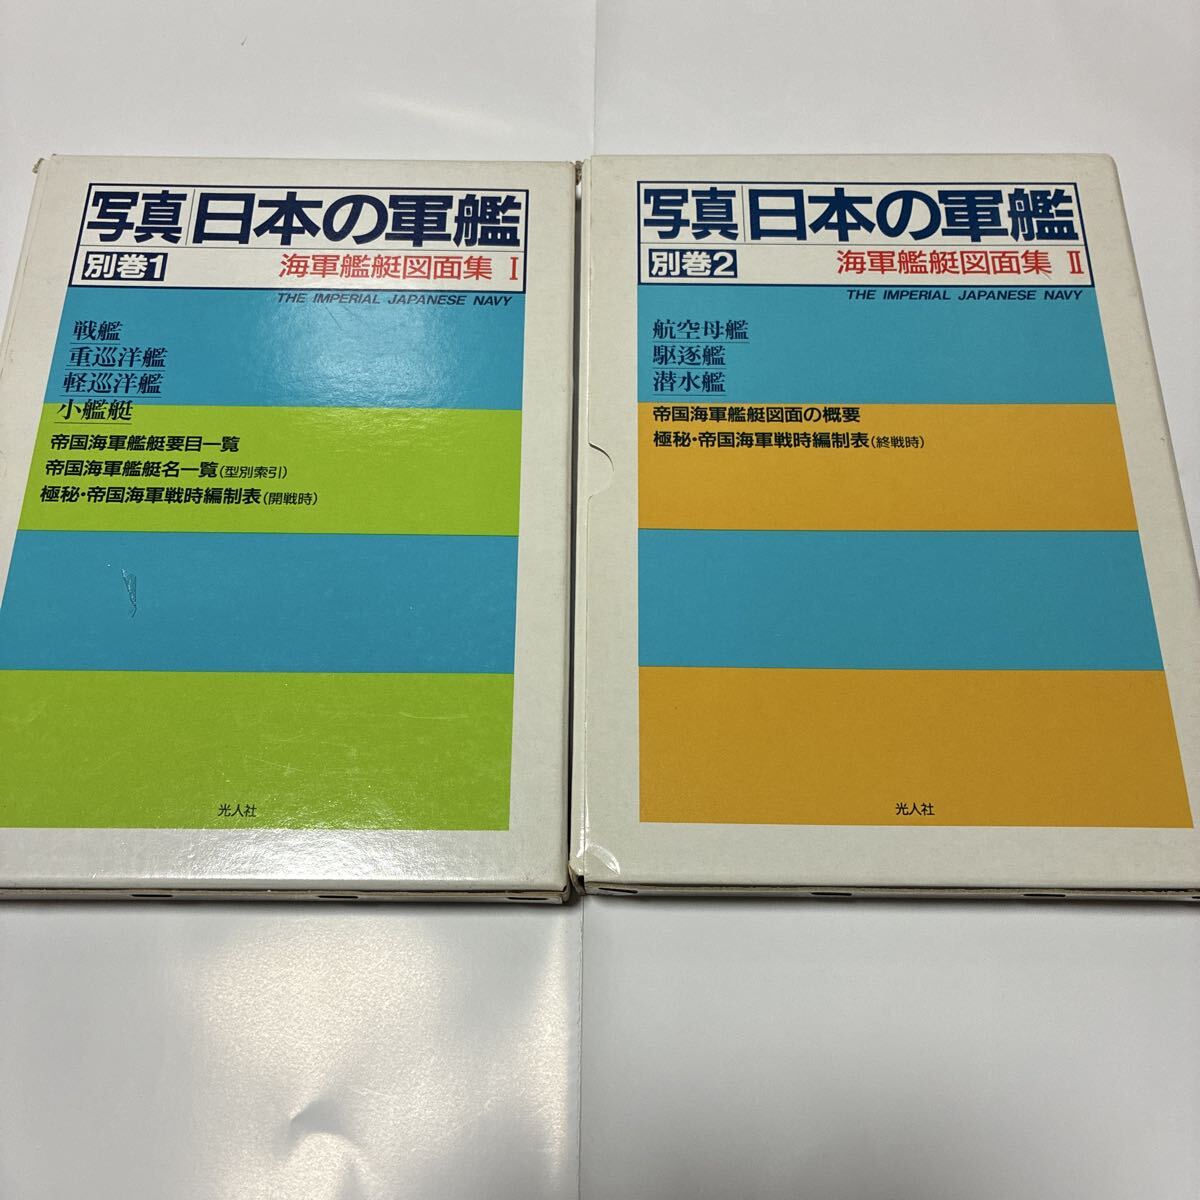 写真 日本の軍艦
別巻1 海軍艦艇図面集 I
THE IMPERIAL JAPANESE NAVY
戦艦
重巡洋艦
軽巡洋艦
小艦艇
帝国海軍艦艇要目一覧
帝国海軍艦艇名一覧(型別索引)
極秘・帝国海軍戦時編制表(開戦時)
光人社
写真 日本の軍艦
別巻2 海軍艦艇図面集 II
THE IMPERIAL JAPANESE NAVY
航空母艦
駆逐艦
潜水艦
帝国海軍艦艇図面の概要
極秘・帝国海軍戦時編制表(終戦時)
光人社